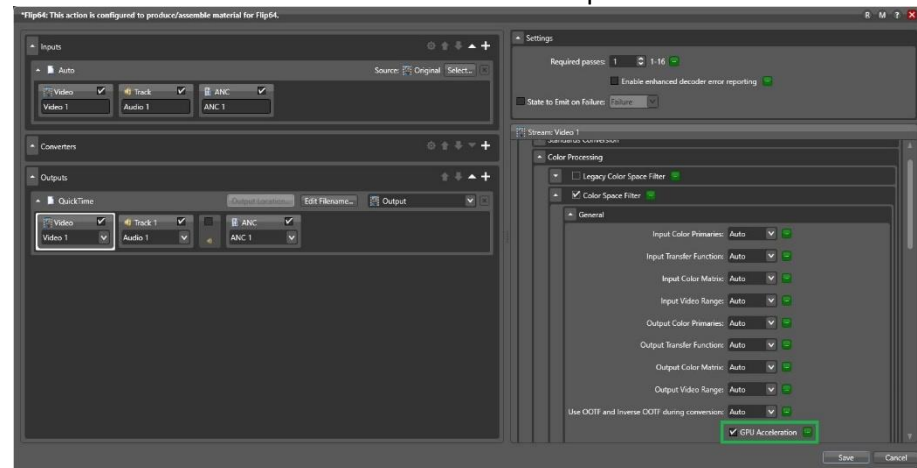 *Flip64: This action is configured to produce/assemble material for Flip64.
R M ? X
Inputs
Auto
Source: Original Select...
Video
Track
ANC
Video 1
Audio 1
ANC 1
Converters
Outputs
QuickTime
Output Location...
Edit Filename...
Output
Video
Track 1
ANC
Video 1
Audio 1
ANC 1
Settings
Required passes: 1 1-16
Enable enhanced decoder error reporting
State to Emit on Failure: Failure
Stream: Video 1
Standards Conversion
Color Processing
Legacy Color Space Filter
Color Space Filter
General
Input Color Primaries: Auto
Input Transfer Function: Auto
Input Color Matrix: Auto
Input Video Range: Auto
Output Color Primaries: Auto
Output Transfer Function: Auto
Output Color Matrix: Auto
Output Video Range: Auto
Use OOTF and Inverse OOTF during conversion: Auto
GPU Acceleration
Save Cancel